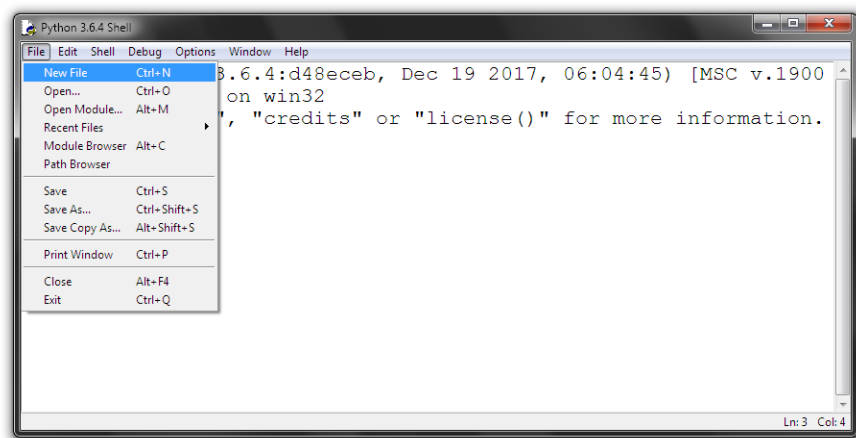 Python 3.6.4 Shell
File Edit Shell Debug Options Window Help
New File Ctrl+N
Open... Ctrl+O
Open Module... Alt+M
Recent Files
Module Browser Alt+C
Path Browser
Save Ctrl+S
Save As... Ctrl+Shift+S
Save Copy As... Alt+Shift+S
Print Window Ctrl+P
Close Alt+F4
Exit Ctrl+Q
3.6.4:d48eceb, Dec 19 2017, 06:04:45) [MSC v.1900
on win32
", "credits" or "license()" for more information.
Ln: 3 Col: 4